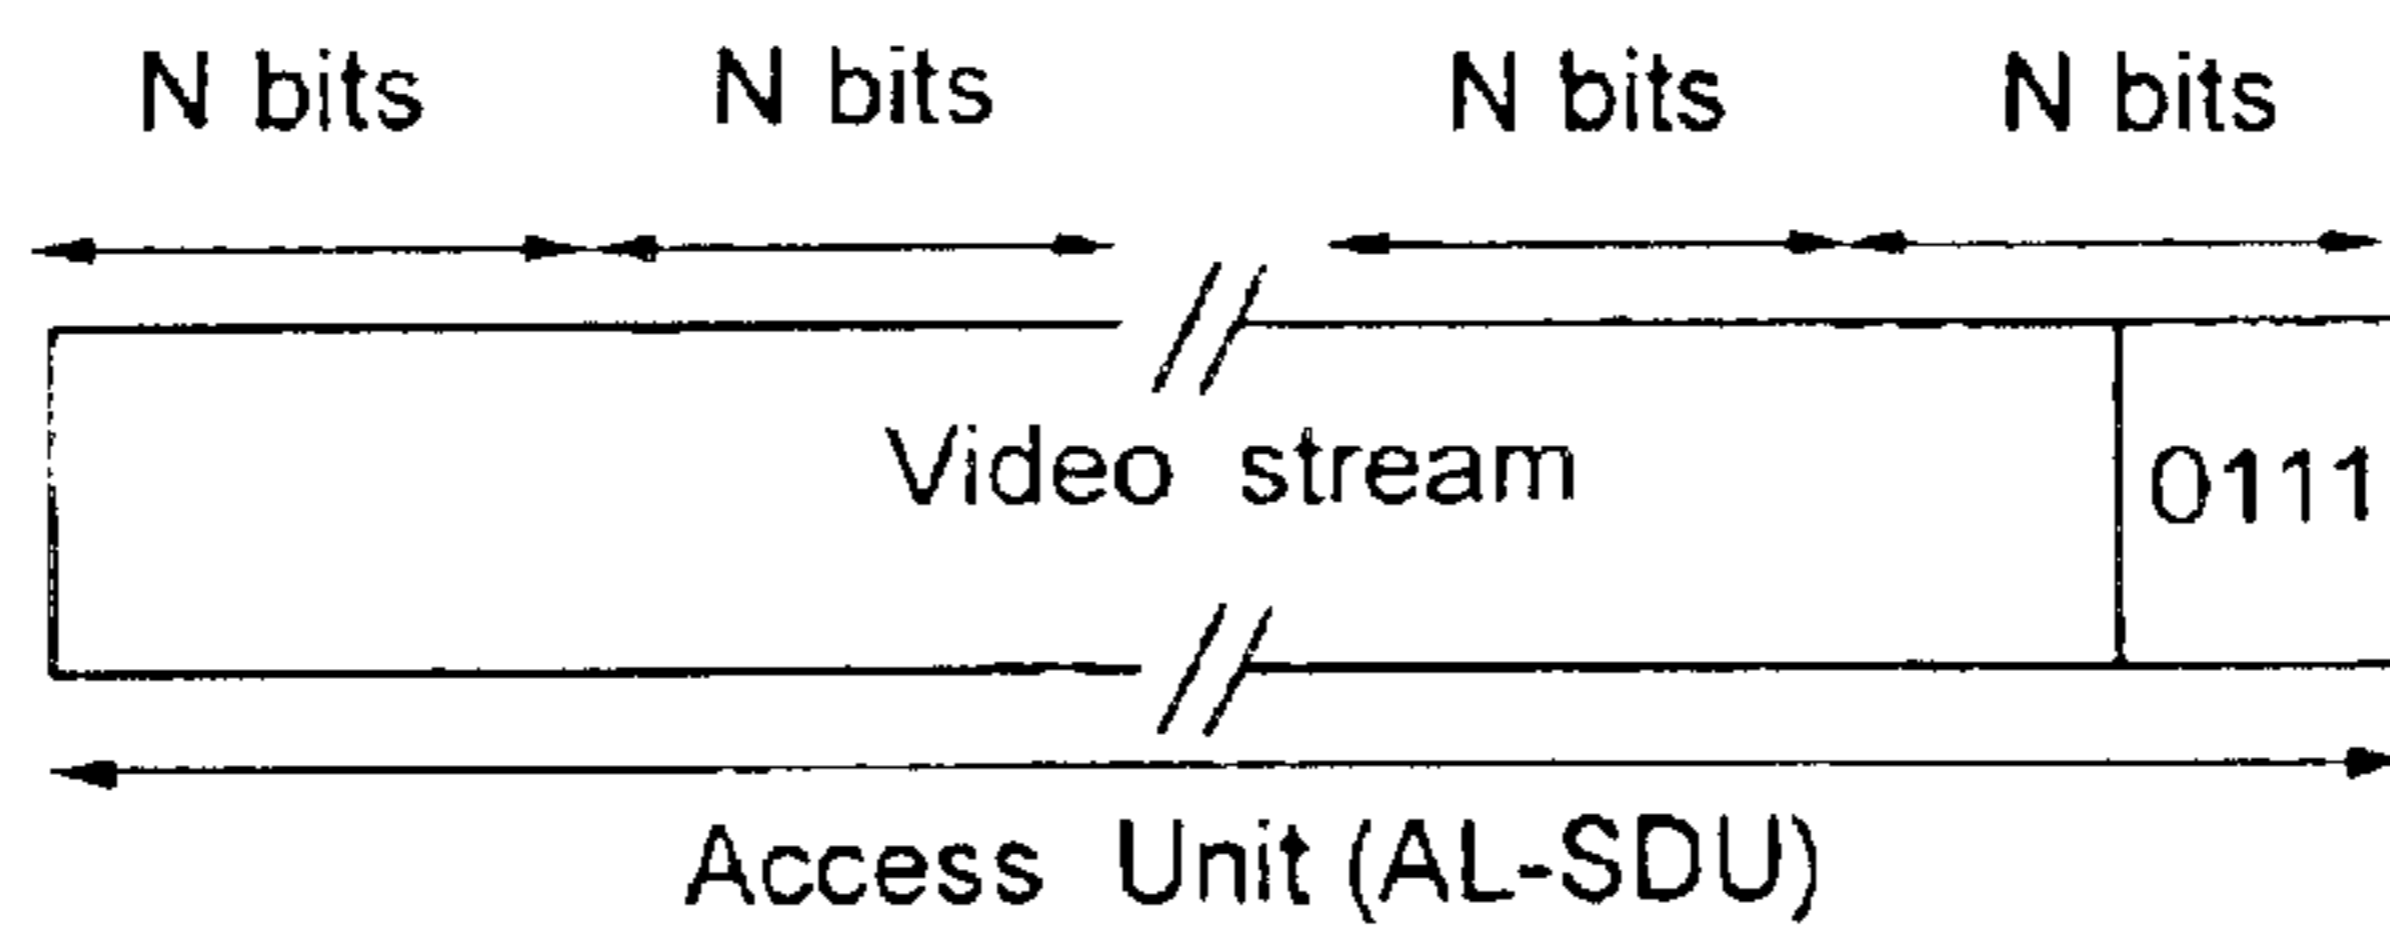 N bits N bits N bits N bits
Video stream 0111
Access Unit (AL-SDU)